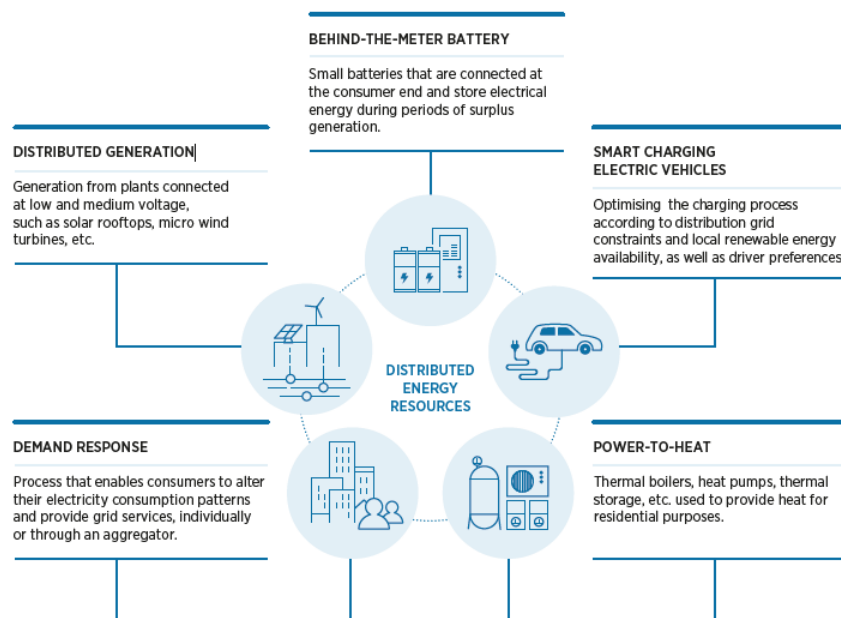 BEHIND-THE-METER BATTERY
Small batteries that are connected at
the consumer end and store electrical
energy during periods of surplus
generation.
DISTRIBUTED GENERATION
Generation from plants connected
at low and medium voltage,
such as solar rooftops, micro wind
turbines, etc.
SMART CHARGING
ELECTRIC VEHICLES
Optimising the charging process
according to distribution grid
constraints and local renewable energy
availability, as well as driver preferences
DISTRIBUTED
ENERGY
RESOURCES
DEMAND RESPONSE
Process that enables consumers to alter
their electricity consumption patterns
and provide grid services, individually
or through an aggregator.
POWER-TO-HEAT
Thermal boilers, heat pumps, thermal
storage, etc. used to provide heat for
residential purposes.